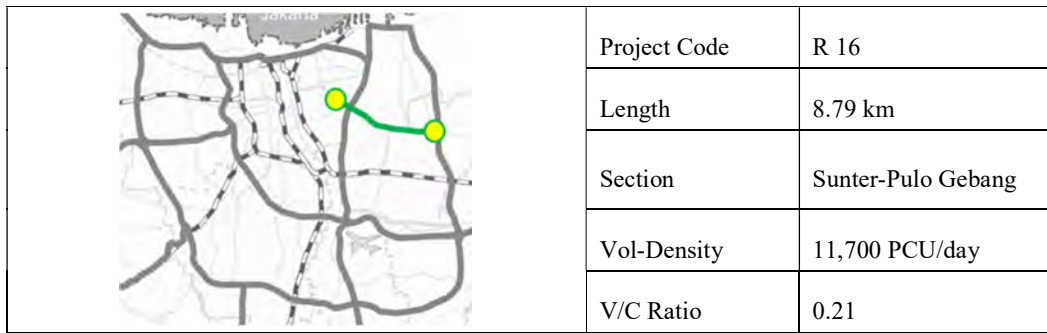 Jakarta
Project Code R 16
Length 8.79 km
Section Sunter-Pulo Gebang
Vol-Density 11,700 PCU/day
V/C Ratio 0.21